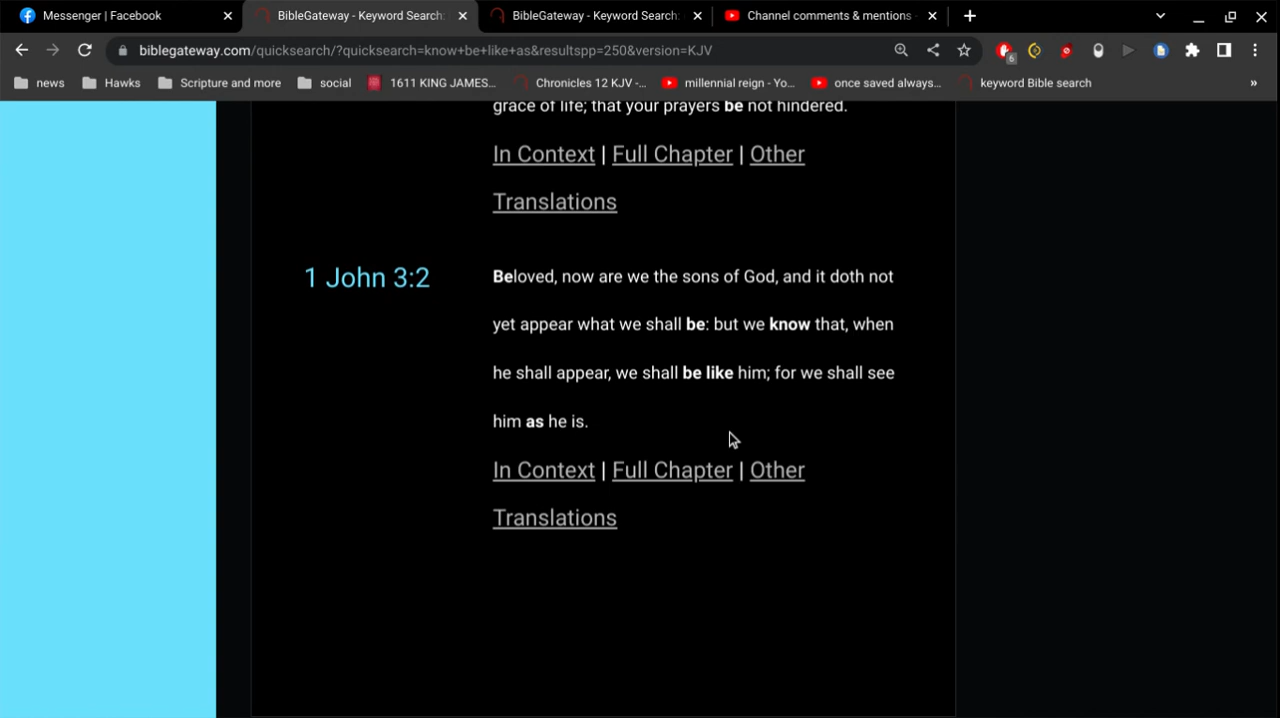 Messenger | Facebook
BibleGateway - Keyword Search:
BibleGateway - Keyword Search:
Channel comments & mentions -
biblegateway.com/quicksearch/?quicksearch=know+be+like+as&resultspp=250&version=KJV
6
news
Hawks
Scripture and more
social
1611 KING JAMES...
Chronicles 12 KJV -...
millennial reign - Yo...
once saved always...
keyword Bible search
»
grace of life; that your prayers be not hindered.
In Context | Full Chapter | Other
Translations
1 John 3:2
Beloved, now are we the sons of God, and it doth not
yet appear what we shall be: but we know that, when
he shall appear, we shall be like him; for we shall see
him as he is.
In Context | Full Chapter | Other
Translations